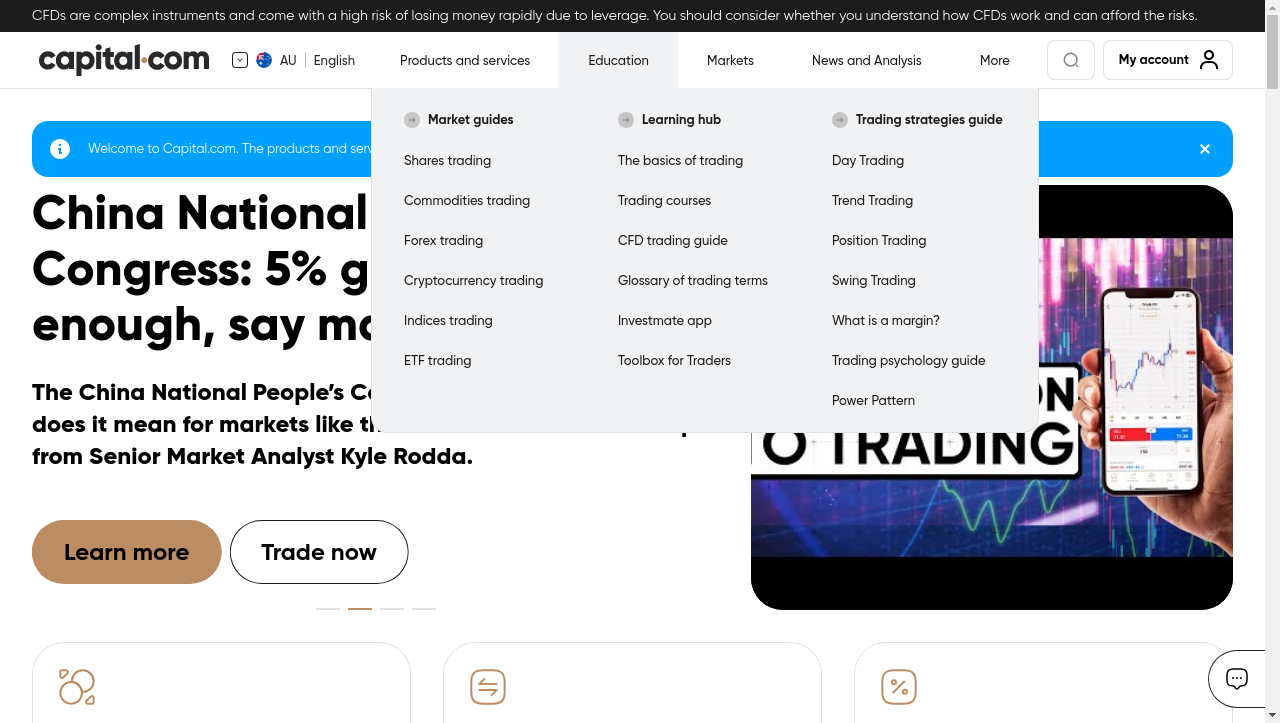 CFDs are complex instruments and come with a high risk of losing money rapidly due to leverage. You should consider whether you understand how CFDs work and can afford the risks.
capital.com
AU English Products and services Education Markets News and Analysis More My account
Market guides Learning hub Trading strategies guide
Welcome to Capital.com. The products and serv
Shares trading The basics of trading Day Trading
Commodities trading Trading courses Trend Trading
Forex trading CFD trading guide Position Trading
Cryptocurrency trading Glossary of trading terms Swing Trading
Indices trading Investmate app What is a margin?
ETF trading Toolbox for Traders Trading psychology guide
Power Pattern
China National
Congress: 5% g
enough, say ma
The China National People’s Co
does it mean for markets like th
from Senior Market Analyst Kyle Rodda.
ON
O TRADING
Learn more Trade now